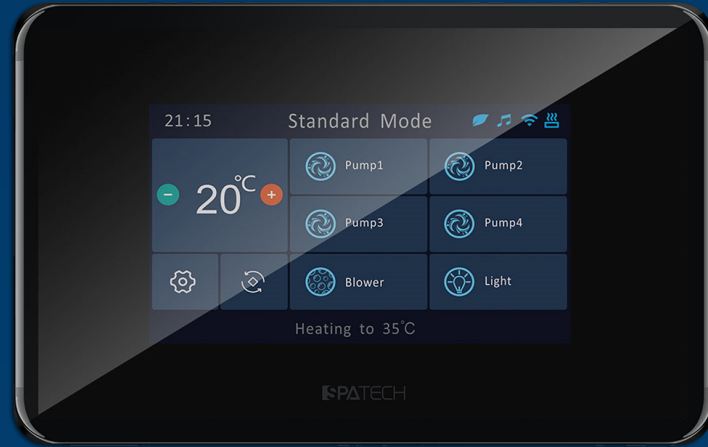 21:15 Standard Mode
20°C
Pump1 Pump2
Pump3 Pump4
Blower Light
Heating to 35°C
SPATECH